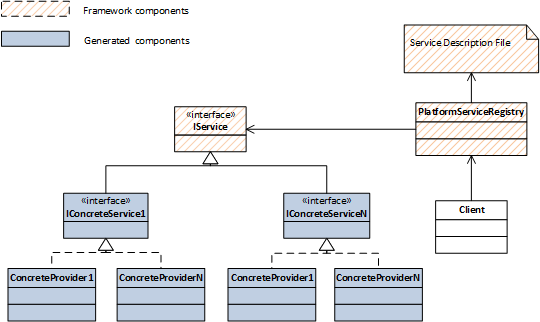 Framework components
Generated components
Service Description File
«interface»
IService
PlatformServiceRegistry
«interface»
IConcreteService1
«interface»
IConcreteServiceN
Client
ConcreteProvider1
ConcreteProviderN
ConcreteProvider1
ConcreteProviderN